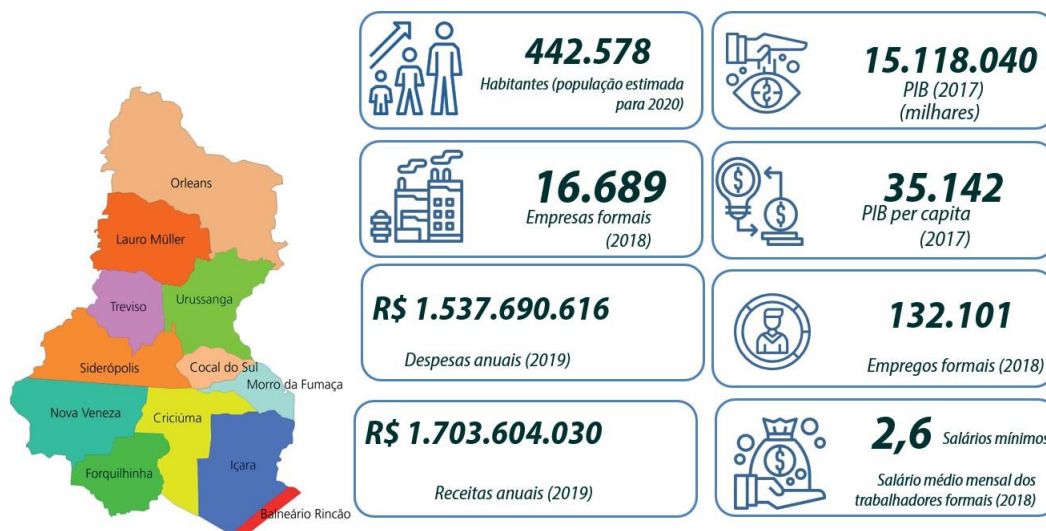 Orleans
Lauro Müller
Treviso
Urussanga
Siderópolis
Cocal do Sul
Morro da Fumaça
Nova Veneza
Criciúma
Forquilhinha
Içara
Balneário Rincão
442.578
Habitantes (população estimada
para 2020)
15.118.040
PIB (2017)
(milhares)
16.689
Empresas formais
(2018)
35.142
PIB per capita
(2017)
R$ 1.537.690.616
Despesas anuais (2019)
132.101
Empregos formais (2018)
R$ 1.703.604.030
Receitas anuais (2019)
2,6 Salários mínimos
Salário médio mensal dos
trabalhadores formais (2018)